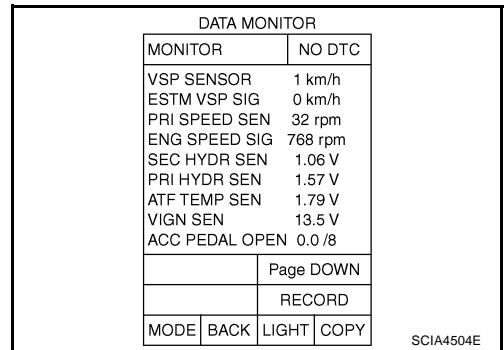 DATA MONITOR
MONITOR NO DTC
VSP SENSOR 1 km/h
ESTM VSP SIG 0 km/h
PRI SPEED SEN 32 rpm
ENG SPEED SIG 768 rpm
SEC HYDR SEN 1.06 V
PRI HYDR SEN 1.57 V
ATF TEMP SEN 1.79 V
VIGN SEN 13.5 V
ACC PEDAL OPEN 0.0 /8
Page DOWN
RECORD
MODE BACK LIGHT COPY
SCIA4504E